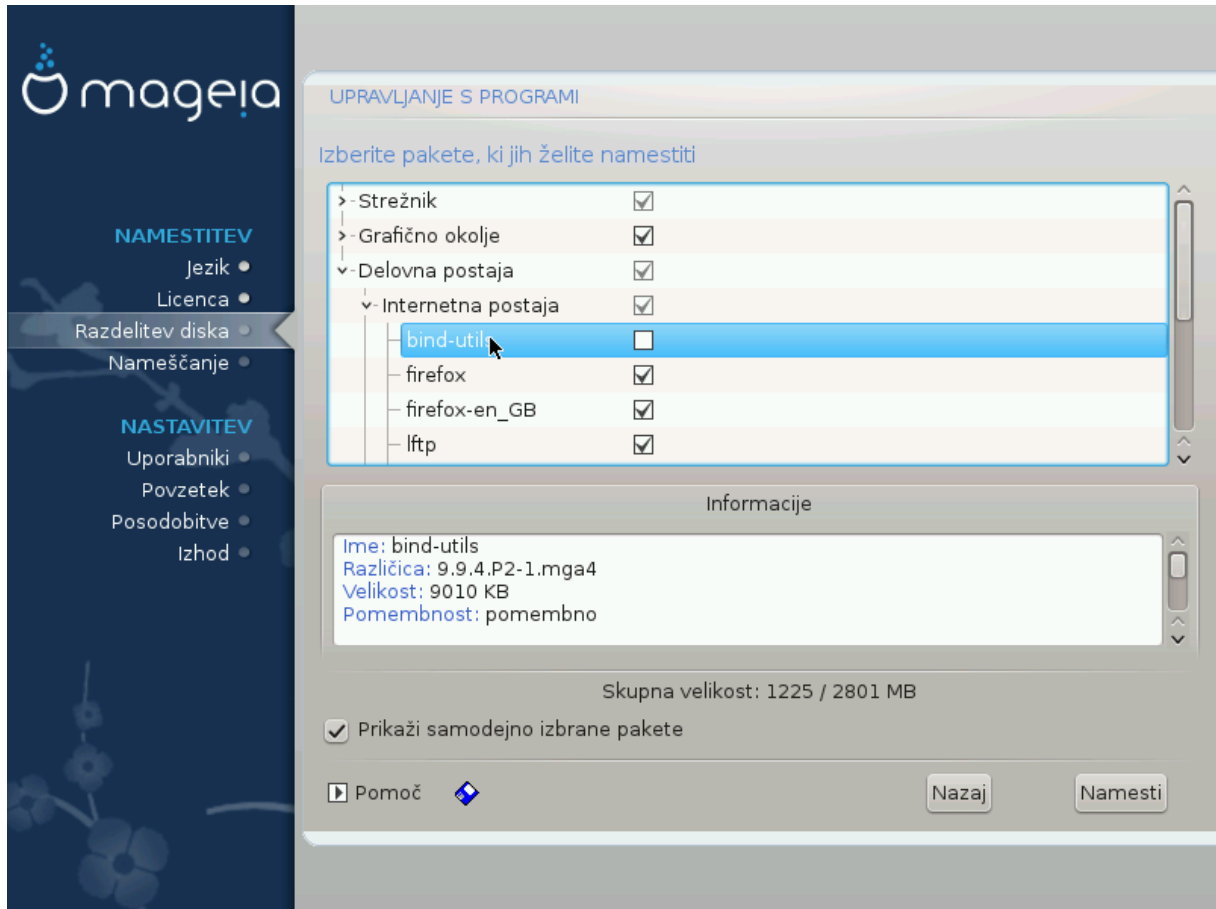 mageia
NAMESTITEV
Jezik
Licenca
Razdelitev diska
Nameščanje
NASTAVITEV
Uporabniki
Povzetek
Posodobitve
Izhod
UPRAVLJANJE S PROGRAMI
Izberite pakete, ki jih želite namestiti
Strežnik
Grafično okolje
Delovna postaja
Internetna postaja
bind-utils
firefox
firefox-en_GB
lftp
Informacije
Ime: bind-utils
Različica: 9.9.4.P2-1.mga4
Velikost: 9010 KB
Pomembnost: pomembno
Skupna velikost: 1225 / 2801 MB
Prikaži samodejno izbrane pakete
Pomoč
Nazaj
Namesti